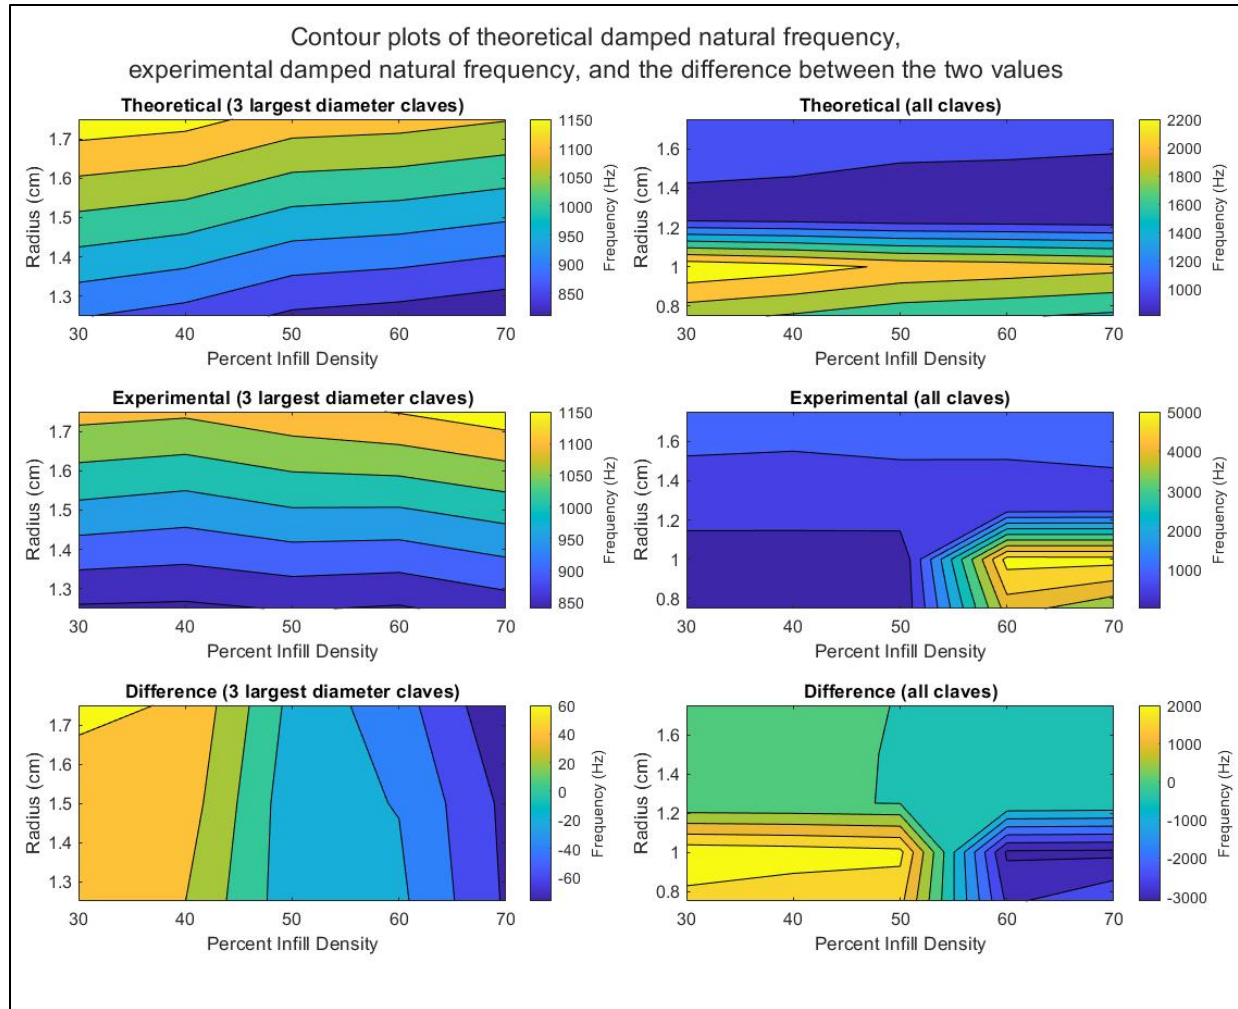 Contour plots of theoretical damped natural frequency,
experimental damped natural frequency, and the difference between the two values
Theoretical (3 largest diameter claves)
1.7
1.6
1.5
1.4
1.3
Radius (cm)
30 40 50 60 70
Percent Infill Density
1150
1100
1050
1000
950
900
850
Frequency (Hz)
Theoretical (all claves)
1.6
1.4
1.2
1
0.8
Radius (cm)
30 40 50 60 70
Percent Infill Density
2200
2000
1800
1600
1400
1200
1000
Frequency (Hz)
Experimental (3 largest diameter claves)
1.7
1.6
1.5
1.4
1.3
Radius (cm)
30 40 50 60 70
Percent Infill Density
1150
1100
1050
1000
950
900
850
Frequency (Hz)
Experimental (all claves)
1.6
1.4
1.2
1
0.8
Radius (cm)
30 40 50 60 70
Percent Infill Density
5000
4000
3000
2000
1000
Frequency (Hz)
Difference (3 largest diameter claves)
1.7
1.6
1.5
1.4
1.3
Radius (cm)
30 40 50 60 70
Percent Infill Density
60
40
20
0
-20
-40
-60
Frequency (Hz)
Difference (all claves)
1.6
1.4
1.2
1
0.8
Radius (cm)
30 40 50 60 70
Percent Infill Density
2000
1000
0
-1000
-2000
-3000
Frequency (Hz)